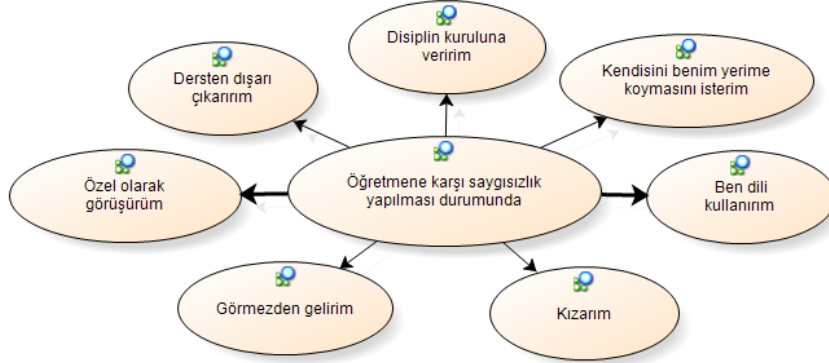 Disiplin kuruluna
veririm
Dersten dışarı
çıkarırım
Kendisini benim yerime
koymasını isterim
Özel olarak
görüşürüm
Öğretmene karşı saygısızlık
yapılması durumunda
Ben dili
kullanırım
Görmezden gelirim
Kızarım